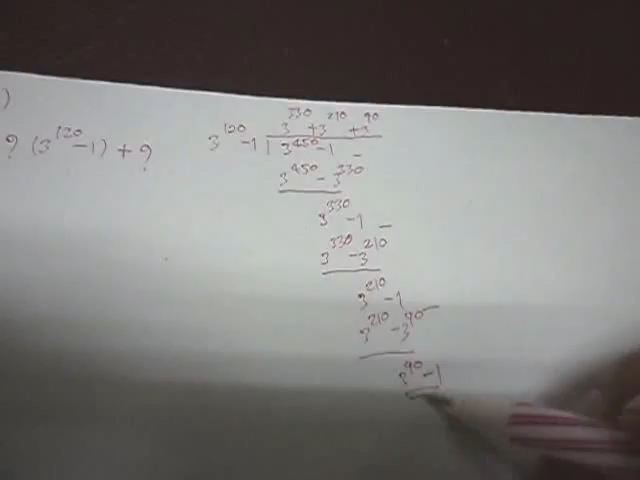 )
? (3^120 -1) + ?
3^330 + 3^210 + 3^90
3^120 -1 | 3^450 -1
3^450 - 3^330
3^330 -1
3^330 - 3^210
3^210 -1
3^210 - 3^90
3^90 -1